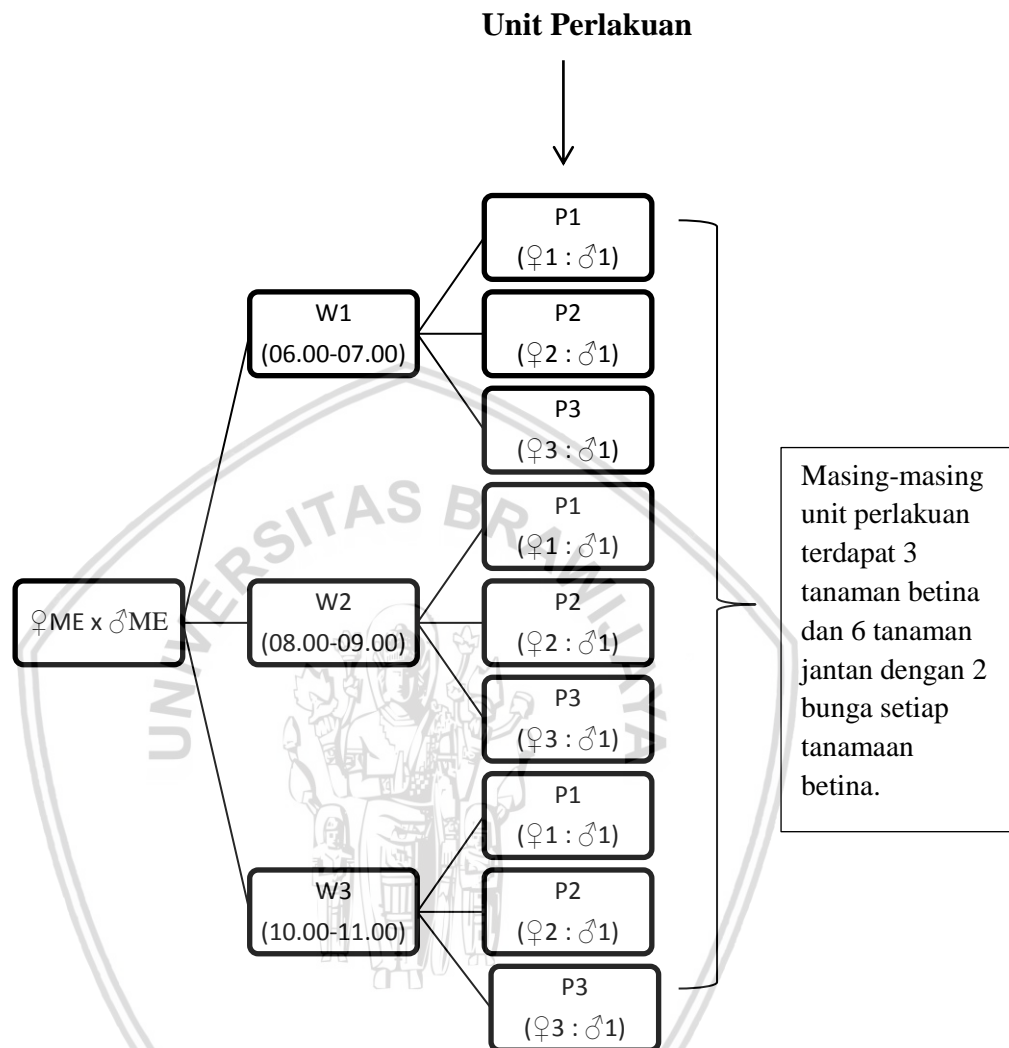 Unit Perlakuan
P1
(♀1 : ♂1)
W1
(06.00-07.00)
P2
(♀2 : ♂1)
P3
(♀3 : ♂1)
♀ME x ♂ME
W2
(08.00-09.00)
P1
(♀1 : ♂1)
P2
(♀2 : ♂1)
P3
(♀3 : ♂1)
W3
(10.00-11.00)
P1
(♀1 : ♂1)
P2
(♀2 : ♂1)
P3
(♀3 : ♂1)
Masing-masing
unit perlakuan
terdapat 3
tanaman betina
dan 6 tanaman
jantan dengan 2
bunga setiap
tanamaan
betina.
UNIVERSITAS BRAWIJAYA